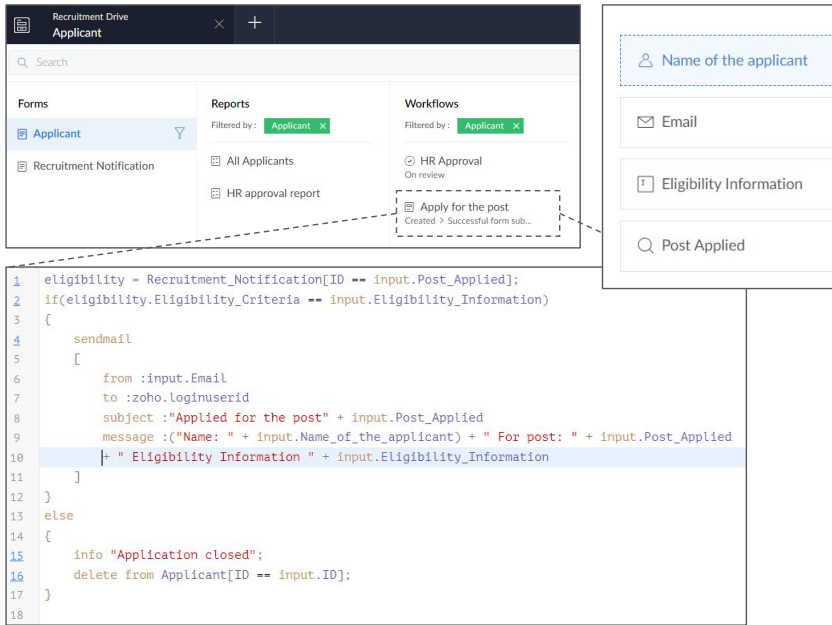 Recruitment Drive
Applicant
Search
Forms
Applicant
Recruitment Notification
Reports
Filtered by : Applicant
All Applicants
HR approval report
Workflows
Filtered by : Applicant
HR Approval
On review
Apply for the post
Created > Successful form sub...
Name of the applicant
Email
Eligibility Information
Post Applied
1 eligibility = Recruitment_Notification[ID == input.Post_Applied];
2 if(eligibility.Eligibility_Criteria == input.Eligibility_Information)
3 {
4 sendmail
5 [
6 from :input.Email
7 to :zoho.loginuserid
8 subject :"Applied for the post" + input.Post_Applied
9 message :("Name: " + input.Name_of_the_applicant) + " For post: " + input.Post_Applied
10 + " Eligibility Information " + input.Eligibility_Information
11 ]
12 }
13 else
14 {
15 info "Application closed";
16 delete from Applicant[ID == input.ID];
17 }
18